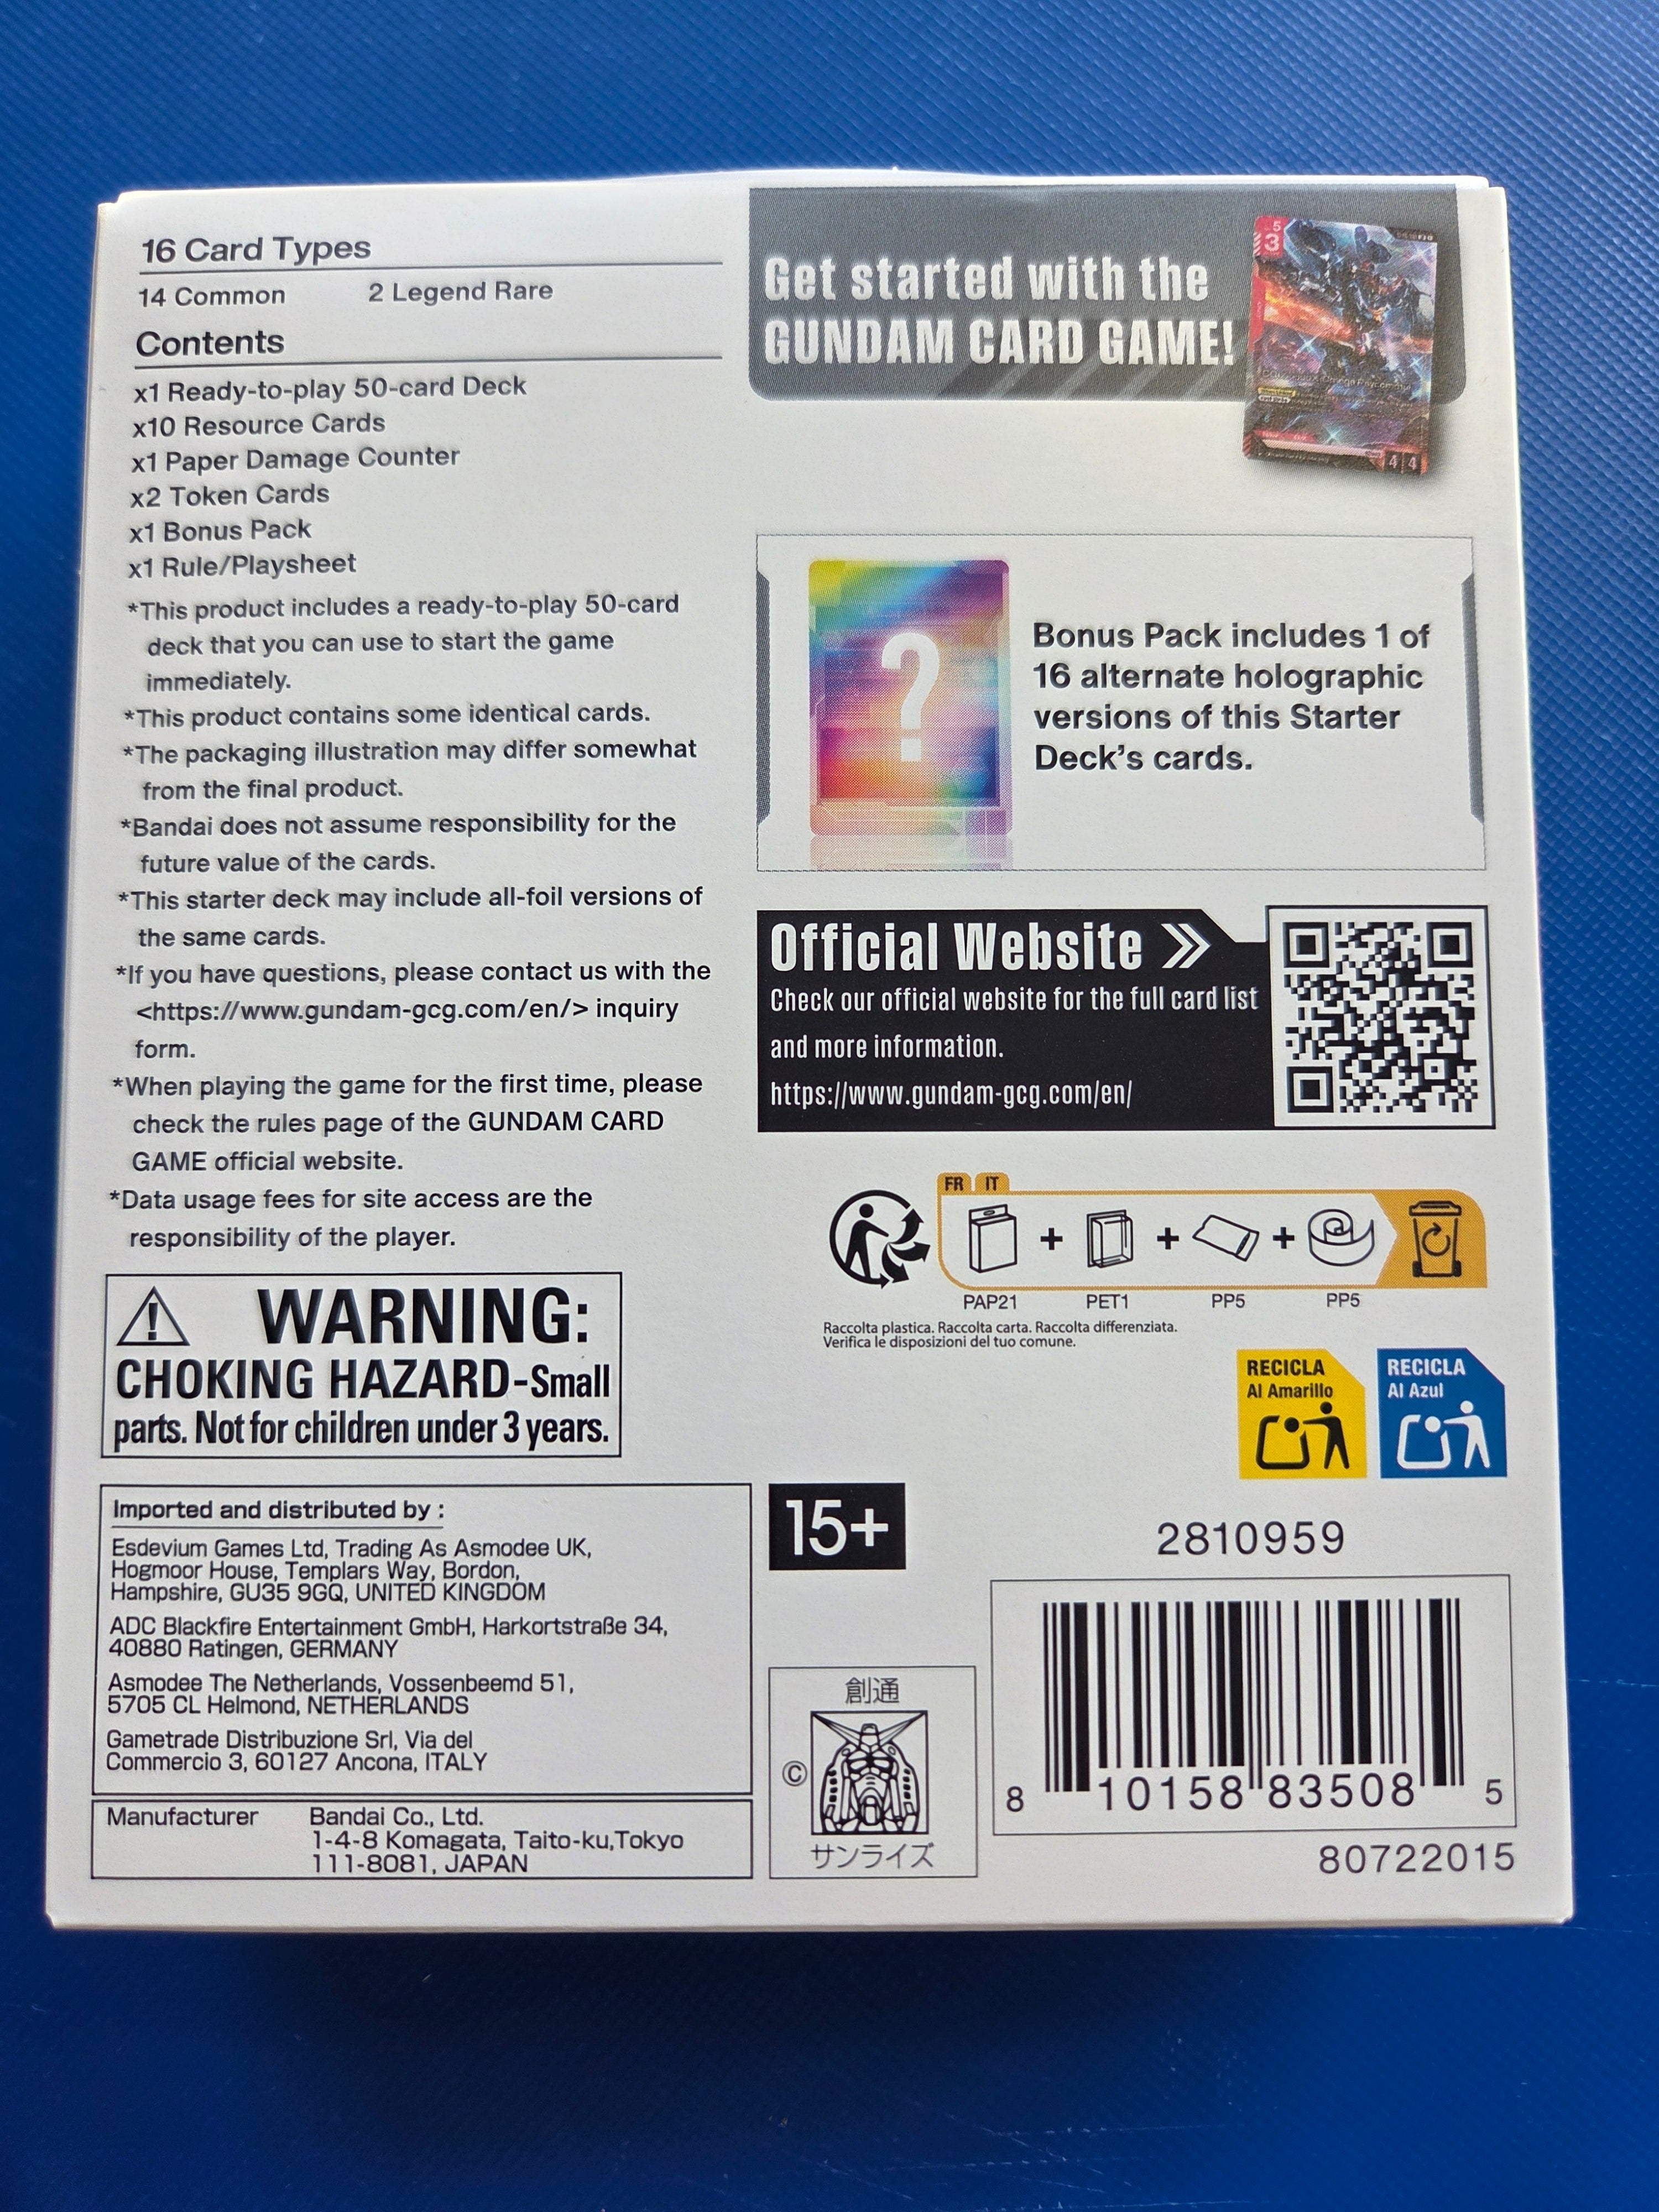 16 Card Types
14 Common 2 Legend Rare
Contents
x1 Ready-to-play 50-card Deck
x10 Resource Cards
x1 Paper Damage Counter
x2 Token Cards
x1 Bonus Pack
x1 Rule/Playsheet
*This product includes a ready-to-play 50-card
deck that you can use to start the game
immediately.
*This product contains some identical cards.
*The packaging illustration may differ somewhat
from the final product.
*Bandai does not assume responsibility for the
future value of the cards.
*This starter deck may include all-foil versions of
the same cards.
*If you have questions, please contact us with the
<https://www.gundam-gcg.com/en/> inquiry
form.
*When playing the game for the first time, please
check the rules page of the GUNDAM CARD
GAME official website.
*Data usage fees for site access are the
responsibility of the player.
WARNING:
CHOKING HAZARD-Small
parts. Not for children under 3 years.
Imported and distributed by :
Esdevium Games Ltd, Trading As Asmodee UK,
Hogmoor House, Templars Way, Bordon,
Hampshire, GU35 9GQ, UNITED KINGDOM
ADC Blackfire Entertainment GmbH, Harkortstraße 34,
40880 Ratingen, GERMANY
Asmodee The Netherlands, Vossenbeemd 51,
5705 CL Helmond, NETHERLANDS
Gametrade Distribuzione Srl, Via del
Commercio 3, 60127 Ancona, ITALY
Manufacturer Bandai Co., Ltd.
1-4-8 Komagata, Taito-ku,Tokyo
111-8081, JAPAN
Get started with the
GUNDAM CARD GAME!
5
3
4 4
?
Bonus Pack includes 1 of
16 alternate holographic
versions of this Starter
Deck's cards.
Official Website
Check our official website for the full card list
and more information.
https://www.gundam-gcg.com/en/
FR IT
+ + +
PAP21 PET1 PP5 PP5
Raccolta plastica. Raccolta carta. Raccolta differenziata.
Verifica le disposizioni del tuo comune.
RECICLA
Al Amarillo
RECICLA
Al Azul
15+
2810959
創通
©
サンライズ
8 10158 83508 5
80722015